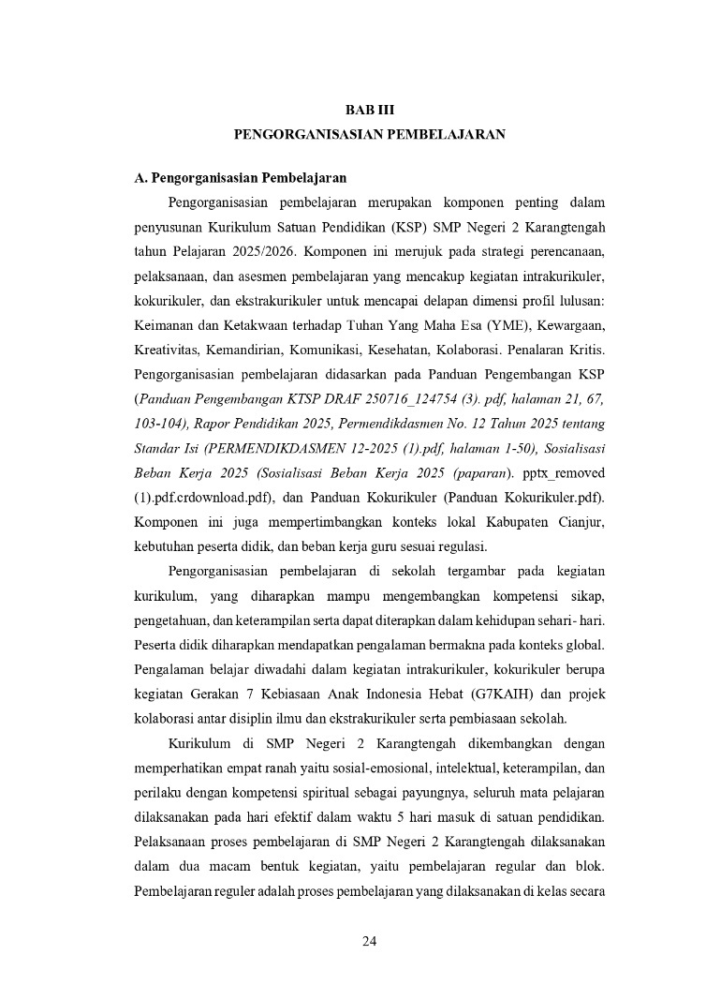 BAB III
PENGORGANISASIAN PEMBELAJARAN
A. Pengorganisasian Pembelajaran
Pengorganisasian pembelajaran merupakan komponen penting dalam
penyusunan Kurikulum Satuan Pendidikan (KSP) SMP Negeri 2 Karangtengah
tahun Pelajaran 2025/2026. Komponen ini merujuk pada strategi perencanaan,
pelaksanaan, dan asesmen pembelajaran yang mencakup kegiatan intrakurikuler,
kokurikuler, dan ekstrakurikuler untuk mencapai delapan dimensi profil lulusan:
Keimanan dan Ketakwaan terhadap Tuhan Yang Maha Esa (YME), Kewargaan,
Kreativitas, Kemandirian, Komunikasi, Kesehatan, Kolaborasi. Penalaran Kritis.
Pengorganisasian pembelajaran didasarkan pada Panduan Pengembangan KSP
(Panduan Pengembangan KTSP DRAF 250716_124754 (3). pdf, halaman 21, 67,
103-104), Rapor Pendidikan 2025, Permendikdasmen No. 12 Tahun 2025 tentang
Standar Isi (PERMENDIKDASMEN 12-2025 (1).pdf, halaman 1-50), Sosialisasi
Beban Kerja 2025 (Sosialisasi Beban Kerja 2025 (paparan). pptx_removed
(1).pdf.crdownload.pdf), dan Panduan Kokurikuler (Panduan Kokurikuler.pdf).
Komponen ini juga mempertimbangkan konteks lokal Kabupaten Cianjur,
kebutuhan peserta didik, dan beban kerja guru sesuai regulasi.
Pengorganisasian pembelajaran di sekolah tergambar pada kegiatan
kurikulum, yang diharapkan mampu mengembangkan kompetensi sikap,
pengetahuan, dan keterampilan serta dapat diterapkan dalam kehidupan sehari- hari.
Peserta didik diharapkan mendapatkan pengalaman bermakna pada konteks global.
Pengalaman belajar diwadahi dalam kegiatan intrakurikuler, kokurikuler berupa
kegiatan Gerakan 7 Kebiasaan Anak Indonesia Hebat (G7KAIH) dan projek
kolaborasi antar disiplin ilmu dan ekstrakurikuler serta pembiasaan sekolah.
Kurikulum di SMP Negeri 2 Karangtengah dikembangkan dengan
memperhatikan empat ranah yaitu sosial-emosional, intelektual, keterampilan, dan
perilaku dengan kompetensi spiritual sebagai payungnya, seluruh mata pelajaran
dilaksanakan pada hari efektif dalam waktu 5 hari masuk di satuan pendidikan.
Pelaksanaan proses pembelajaran di SMP Negeri 2 Karangtengah dilaksanakan
dalam dua macam bentuk kegiatan, yaitu pembelajaran regular dan blok.
Pembelajaran reguler adalah proses pembelajaran yang dilaksanakan di kelas secara
24